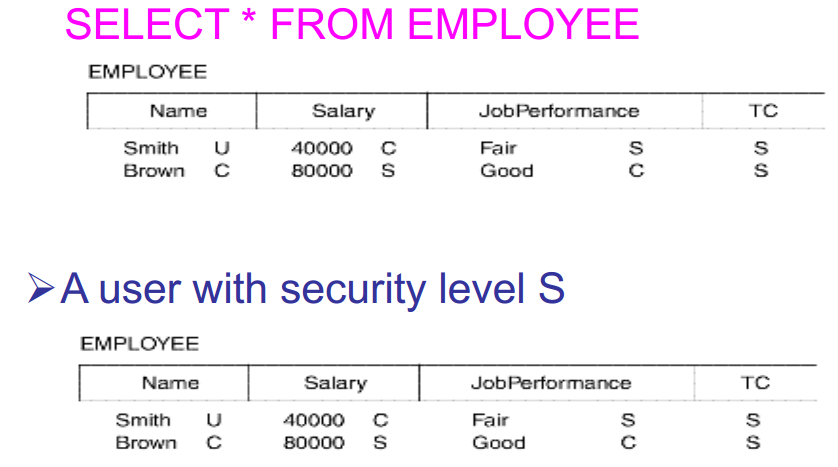 SELECT * FROM EMPLOYEE
EMPLOYEE
Name Salary JobPerformance TC
Smith U 40000 C Fair S S
Brown C 80000 S Good C S
➢A user with security level S
EMPLOYEE
Name Salary JobPerformance TC
Smith U 40000 C Fair S S
Brown C 80000 S Good C S